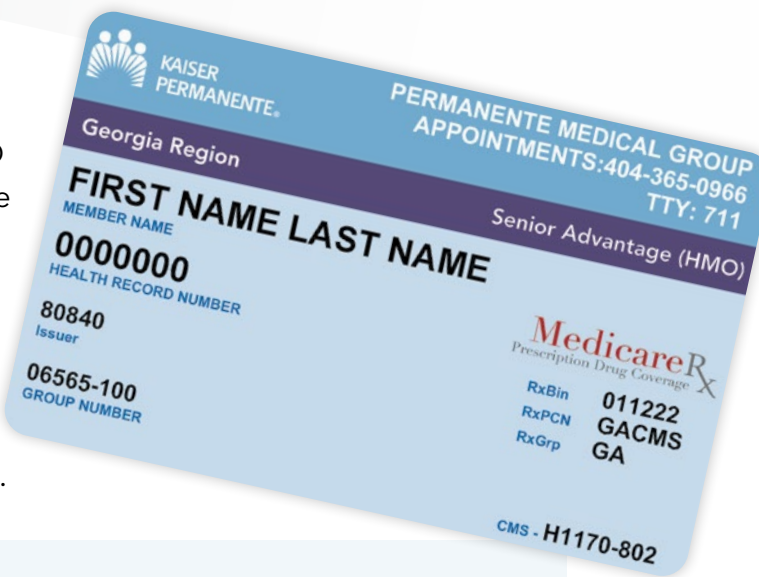 KAISER
PERMANENTE®
PERMANENTE MEDICAL GROUP
APPOINTMENTS:404-365-0966
TTY: 711
Georgia Region
Senior Advantage (HMO)
FIRST NAME LAST NAME
MEMBER NAME
0000000
HEALTH RECORD NUMBER
80840
Issuer
06565-100
GROUP NUMBER
MedicareRx
Prescription Drug Coverage
RxBin 011222
RxPCN GACMS
RxGrp GA
CMS - H1170-802